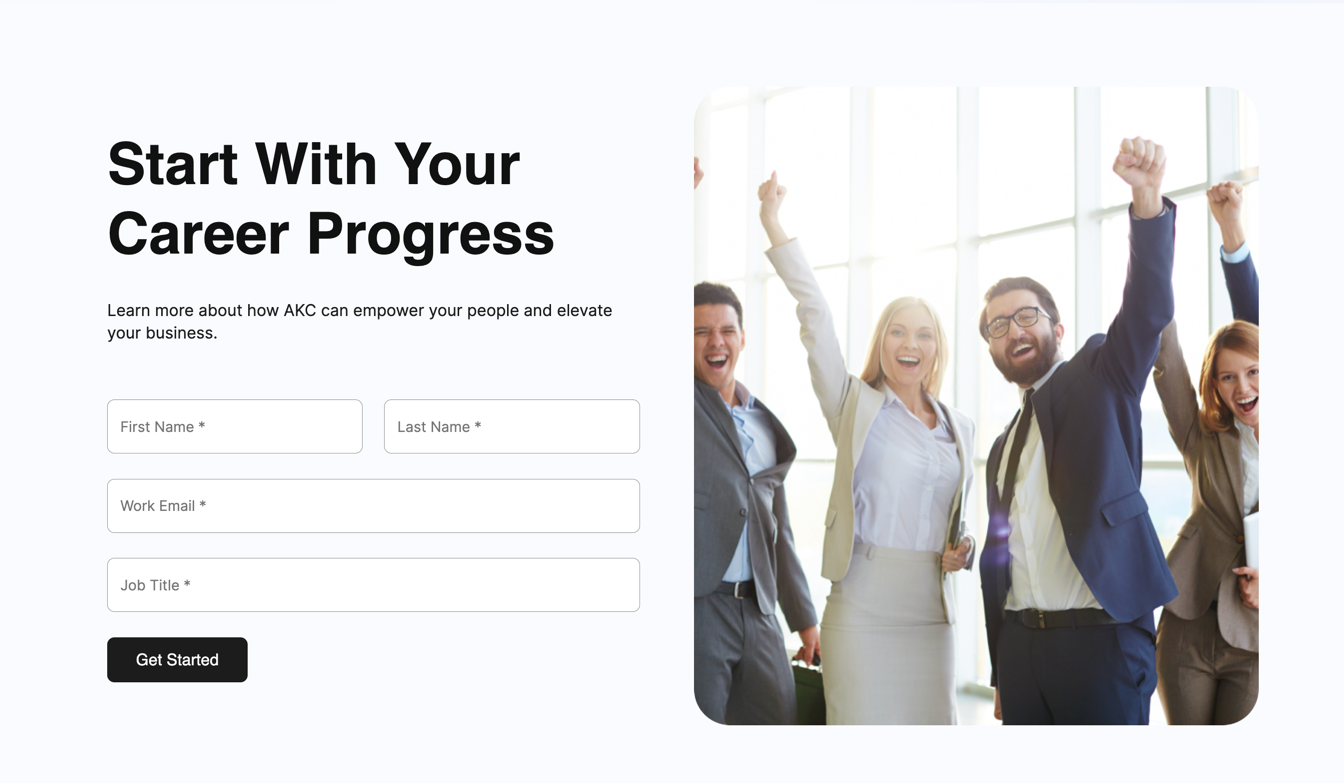 Start With Your
Career Progress
Learn more about how AKC can empower your people and elevate
your business.
First Name *
Last Name *
Work Email *
Job Title *
Get Started